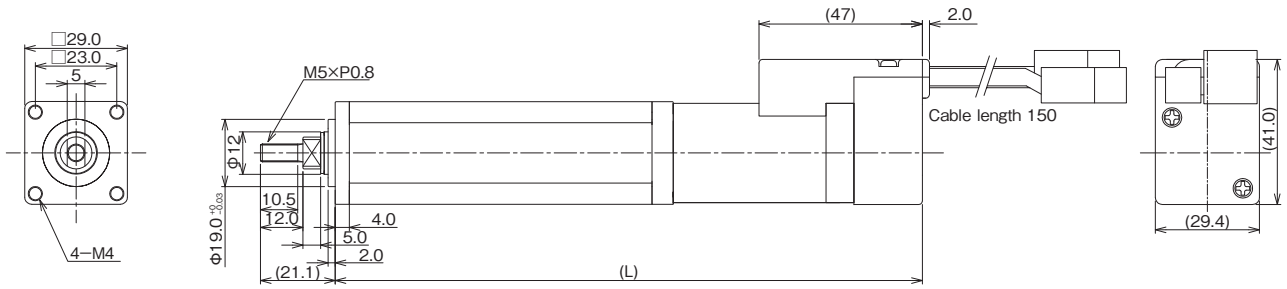 □29.0
□23.0
5
4−M4
M5×P0.8
Φ12
Φ19.0 +0 -0.03
10.5
12.0
4.0
5.0
2.0
(21.1)
(L)
(47)
2.0
Cable length 150
(41.0)
(29.4)